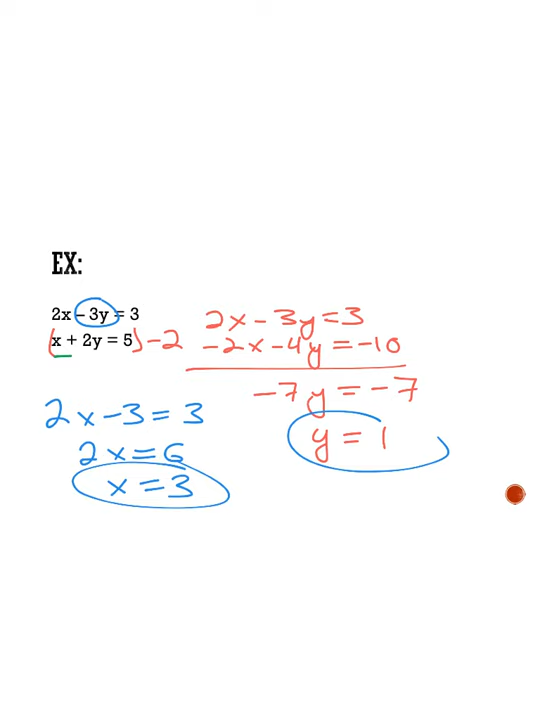 EX:
2x – 3y = 3
(x + 2y = 5) -2
2x - 3y = 3
-2x - 4y = -10
-7y = -7
y = 1
2x - 3 = 3
2x = 6
x = 3